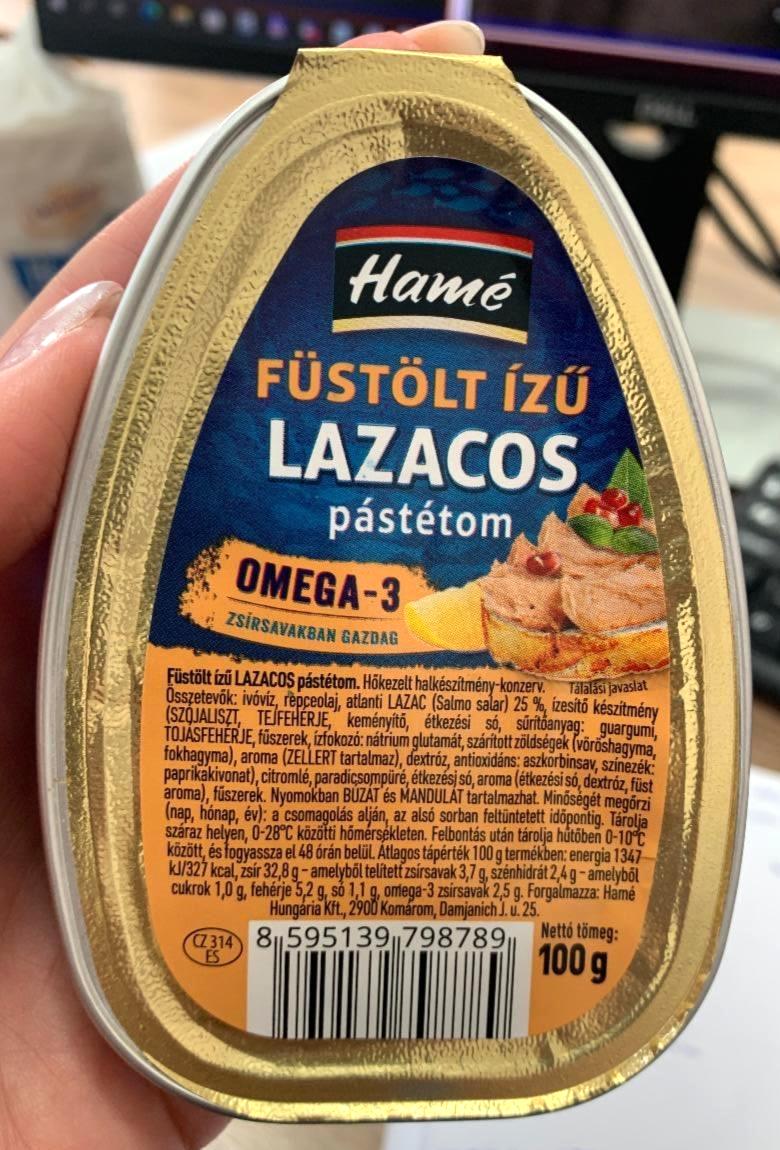 DELL
Hamé
FÜSTÖLT ÍZŰ
LAZACOS
pástétom
OMEGA-3
ZSÍRSAVAKBAN GAZDAG
Tálalási javaslat
Füstölt ízű LAZACOS pástétom. Hőkezelt halkészítmény-konzerv.
Összetevők: ivóvíz, repceolaj, atlanti LAZAC (Salmo salar) 25 %, ízesítő készítmény
(SZÓJALISZT, TEJFEHÉRJE, keményítő, étkezési só, sűrítőanyag: guargumi,
TOJÁSFEHÉRJE, fűszerek, ízfokozó: nátrium glutamát, szárított zöldségek (vöröshagyma,
fokhagyma), aroma (ZELLERT tartalmaz), dextróz, antioxidáns: aszkorbinsav, színezék:
paprikakivonat), citromlé, paradicsompüré, étkezési só, aroma (étkezési só, dextróz, füst
aroma), fűszerek. Nyomokban BÚZÁT és MANDULÁT tartalmazhat. Minőségét megőrzi
(nap, hónap, év): a csomagolás alján, az alsó sorban feltüntetett időpontig. Tárolja
száraz helyen, 0-28°C közötti hőmérsékleten. Felbontás után tárolja hűtőben 0-10°C
között, és fogyassza el 48 órán belül. Átlagos tápérték 100 g termékben: energia 1347
kJ/327 kcal, zsír 32,8 g – amelyből telített zsírsavak 3,7 g, szénhidrát 2,4 g – amelyből
cukrok 1,0 g, fehérje 5,2 g, só 1,1 g, omega-3 zsírsavak 2,5 g. Forgalmazza: Hamé
Hungária Kft., 2900 Komárom, Damjanich J. u. 25.
CZ 314
ES
8 595139 798789
Nettó tömeg:
100 g